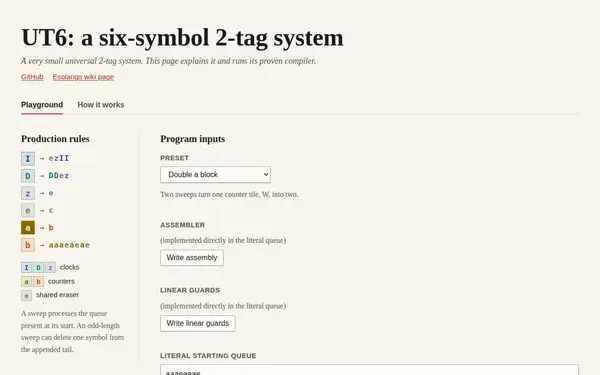 UT6: a six-symbol 2-tag system
A very small universal 2-tag system. This page explains it and runs its proven compiler.
GitHub Esolangs wiki page
Playground How it works
Production rules
I → ezII
D → DDez
z → e
e → ε
a → b
b → aaaeaeae
I D z clocks
a b counters
e shared eraser
A sweep processes the queue
present at its start. An odd-length
sweep can delete one symbol from
the appended tail.
Program inputs
PRESET
Double a block
Two sweeps turn one counter tile, W, into two.
ASSEMBLER
(implemented directly in the literal queue)
Write assembly
LINEAR GUARDS
(implemented directly in the literal queue)
Write linear guards
LITERAL STARTING QUEUE
aaaeaeae